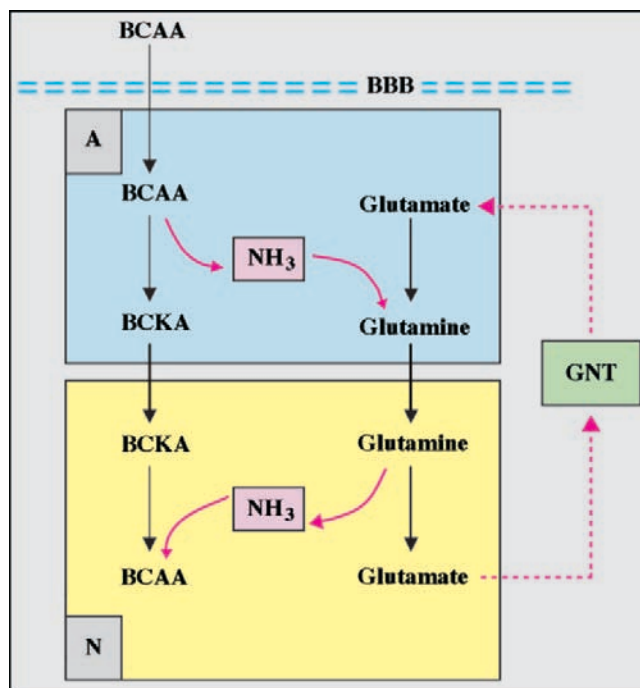 BCAA
BBB
A
BCAA
Glutamate
NH3
BCKA
Glutamine
GNT
BCKA
Glutamine
NH3
BCAA
Glutamate
N